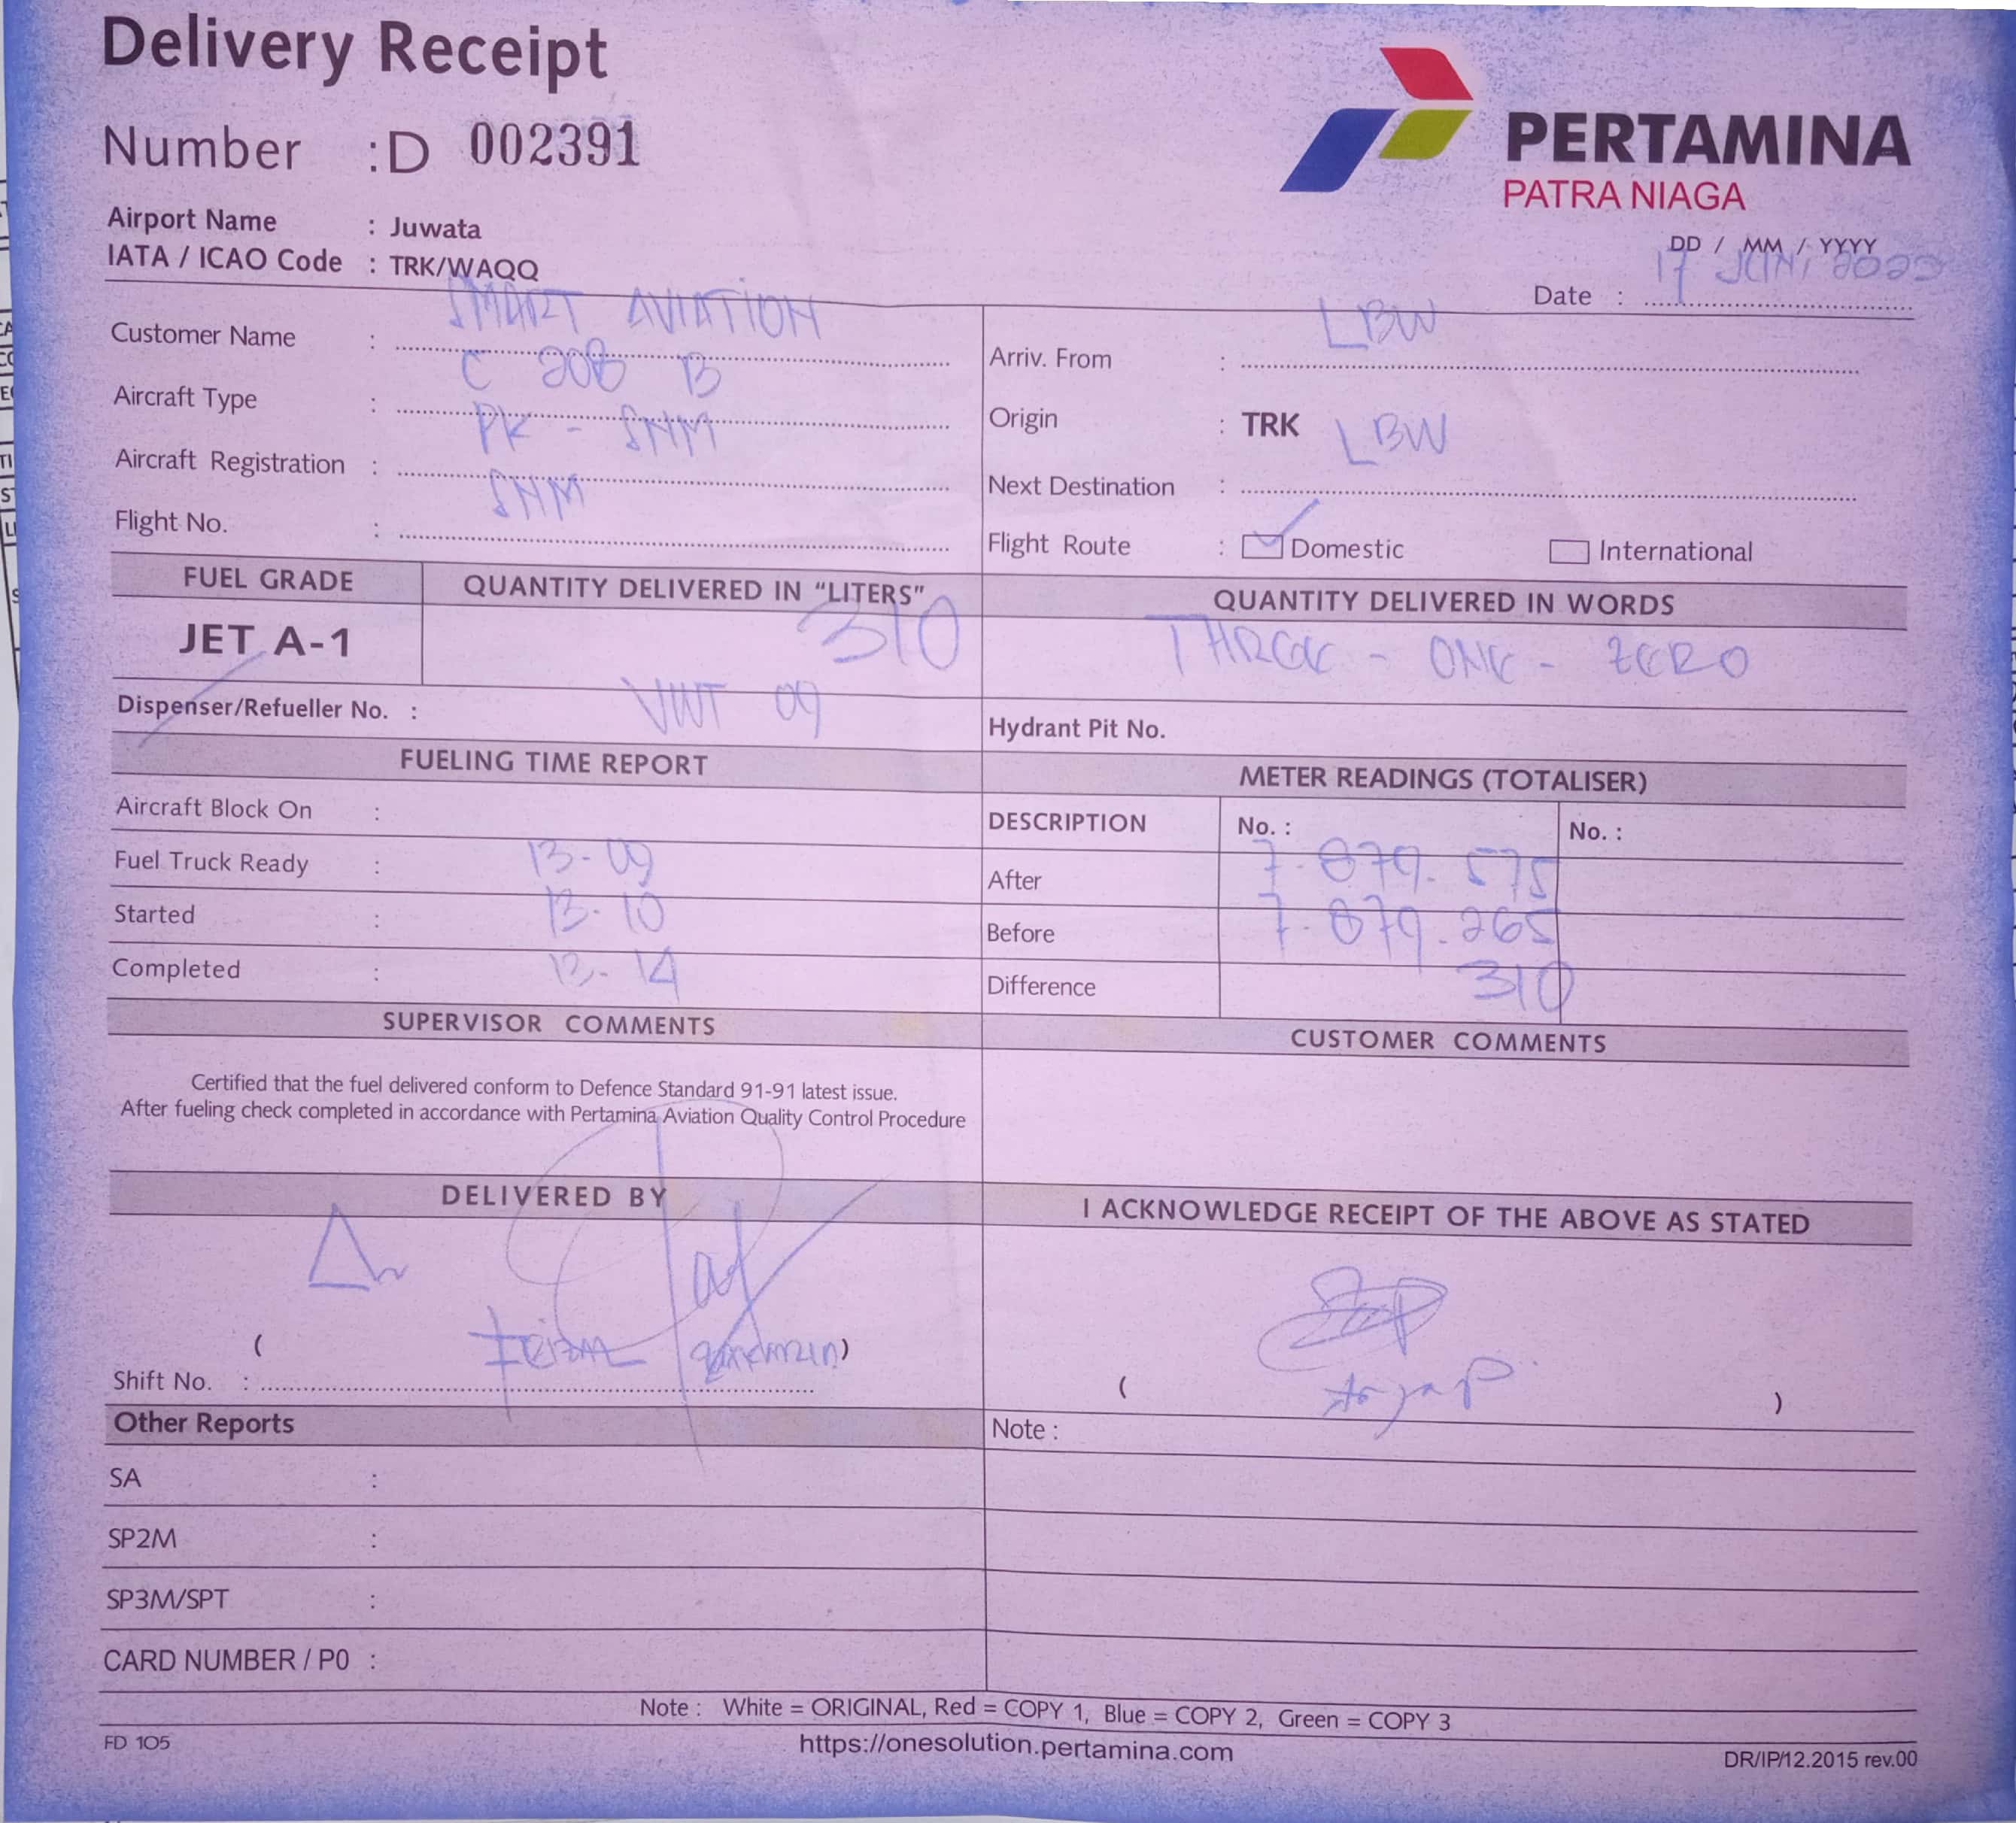 Delivery Receipt
Number : D 002391
PERTAMINA
PATRA NIAGA
Airport Name : Juwata
IATA / ICAO Code : TRK/WAQQ
DD / MM / YYYY
Date : 17 JUNI
Customer Name : SMART AVIATION
Aircraft Type : C 208 B
Aircraft Registration : PK - SNM
Flight No. : SNM
Arriv. From : LBW
Origin : TRK
Next Destination : LBW
Flight Route : Domestic International
FUEL GRADE QUANTITY DELIVERED IN “LITERS” QUANTITY DELIVERED IN WORDS
JET A-1 310 THREE - ONE - ZERO
Dispenser/Refueller No. : VWT 09
Hydrant Pit No.
FUELING TIME REPORT
Aircraft Block On :
Fuel Truck Ready : 13-09
Started : 13-10
Completed : 13-14
METER READINGS (TOTALISER)
DESCRIPTION No. : No. :
After 7.879.575
Before 7.879.265
Difference 310
SUPERVISOR COMMENTS
Certified that the fuel delivered conform to Defence Standard 91-91 latest issue.
After fueling check completed in accordance with Pertamina Aviation Quality Control Procedure
CUSTOMER COMMENTS
DELIVERED BY
( )
Shift No. :
I ACKNOWLEDGE RECEIPT OF THE ABOVE AS STATED
( )
Other Reports
Note :
SA :
SP2M :
SP3M/SPT :
CARD NUMBER / P0 :
Note : White = ORIGINAL, Red = COPY 1, Blue = COPY 2, Green = COPY 3
FD 105
https://onesolution.pertamina.com
DR/IP/12.2015 rev.00